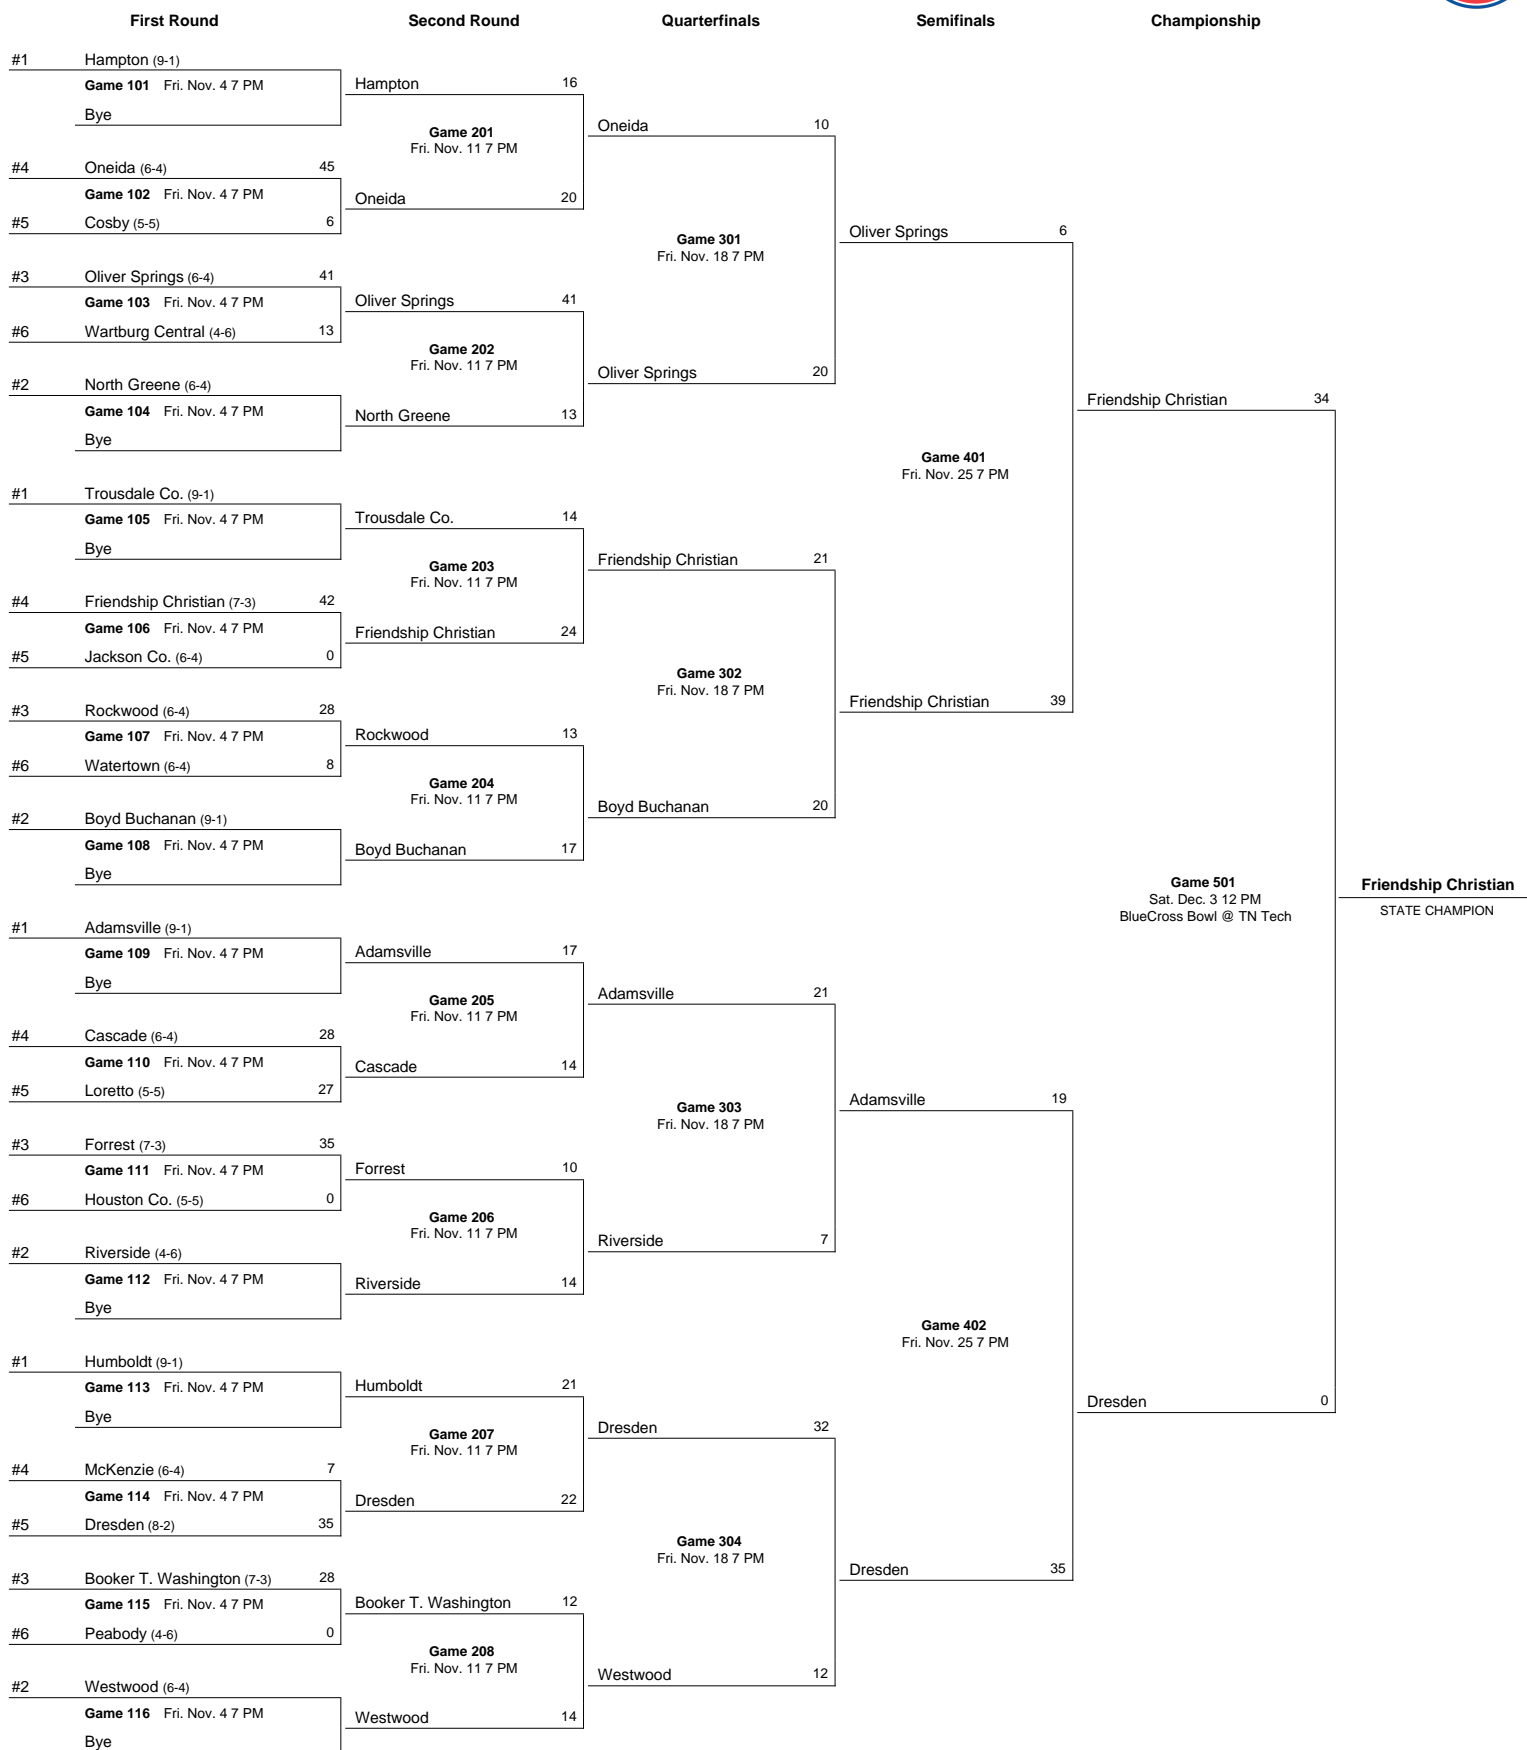 First Round Second Round Quarterfinals Semifinals Championship
#1 Hampton (9-1)
Game 101 Fri. Nov. 4 7 PM
Bye
#4 Oneida (6-4) 45
Game 102 Fri. Nov. 4 7 PM
#5 Cosby (5-5) 6
#3 Oliver Springs (6-4) 41
Game 103 Fri. Nov. 4 7 PM
#6 Wartburg Central (4-6) 13
#2 North Greene (6-4)
Game 104 Fri. Nov. 4 7 PM
Bye
#1 Trousdale Co. (9-1)
Game 105 Fri. Nov. 4 7 PM
Bye
#4 Friendship Christian (7-3) 42
Game 106 Fri. Nov. 4 7 PM
#5 Jackson Co. (6-4) 0
#3 Rockwood (6-4) 28
Game 107 Fri. Nov. 4 7 PM
#6 Watertown (6-4) 8
#2 Boyd Buchanan (9-1)
Game 108 Fri. Nov. 4 7 PM
Bye
#1 Adamsville (9-1)
Game 109 Fri. Nov. 4 7 PM
Bye
#4 Cascade (6-4) 28
Game 110 Fri. Nov. 4 7 PM
#5 Loretto (5-5) 27
#3 Forrest (7-3) 35
Game 111 Fri. Nov. 4 7 PM
#6 Houston Co. (5-5) 0
#2 Riverside (4-6)
Game 112 Fri. Nov. 4 7 PM
Bye
#1 Humboldt (9-1)
Game 113 Fri. Nov. 4 7 PM
Bye
#4 McKenzie (6-4) 7
Game 114 Fri. Nov. 4 7 PM
#5 Dresden (8-2) 35
#3 Booker T. Washington (7-3) 28
Game 115 Fri. Nov. 4 7 PM
#6 Peabody (4-6) 0
#2 Westwood (6-4)
Game 116 Fri. Nov. 4 7 PM
Bye
Hampton 16
Game 201
Fri. Nov. 11 7 PM
Oneida 20
Oliver Springs 41
Game 202
Fri. Nov. 11 7 PM
North Greene 13
Trousdale Co. 14
Game 203
Fri. Nov. 11 7 PM
Friendship Christian 24
Rockwood 13
Game 204
Fri. Nov. 11 7 PM
Boyd Buchanan 17
Adamsville 17
Game 205
Fri. Nov. 11 7 PM
Cascade 14
Forrest 10
Game 206
Fri. Nov. 11 7 PM
Riverside 14
Humboldt 21
Game 207
Fri. Nov. 11 7 PM
Dresden 22
Booker T. Washington 12
Game 208
Fri. Nov. 11 7 PM
Westwood 14
Oneida 10
Game 301
Fri. Nov. 18 7 PM
Oliver Springs 20
Friendship Christian 21
Game 302
Fri. Nov. 18 7 PM
Boyd Buchanan 20
Adamsville 21
Game 303
Fri. Nov. 18 7 PM
Riverside 7
Dresden 32
Game 304
Fri. Nov. 18 7 PM
Westwood 12
Oliver Springs 6
Game 401
Fri. Nov. 25 7 PM
Friendship Christian 39
Adamsville 19
Game 402
Fri. Nov. 25 7 PM
Dresden 35
Friendship Christian 34
Game 501
Sat. Dec. 3 12 PM
BlueCross Bowl @ TN Tech
Dresden 0
Friendship Christian
STATE CHAMPION